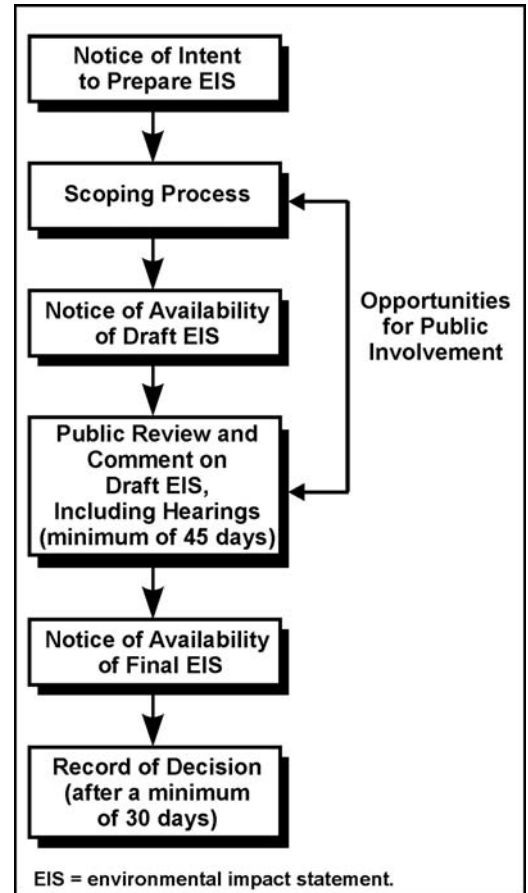 Notice of Intent
to Prepare EIS
Scoping Process
Notice of Availability
of Draft EIS
Opportunities
for Public
Involvement
Public Review and
Comment on
Draft EIS,
Including Hearings
(minimum of 45 days)
Notice of Availability
of Final EIS
Record of Decision
(after a minimum
of 30 days)
EIS = environmental impact statement.